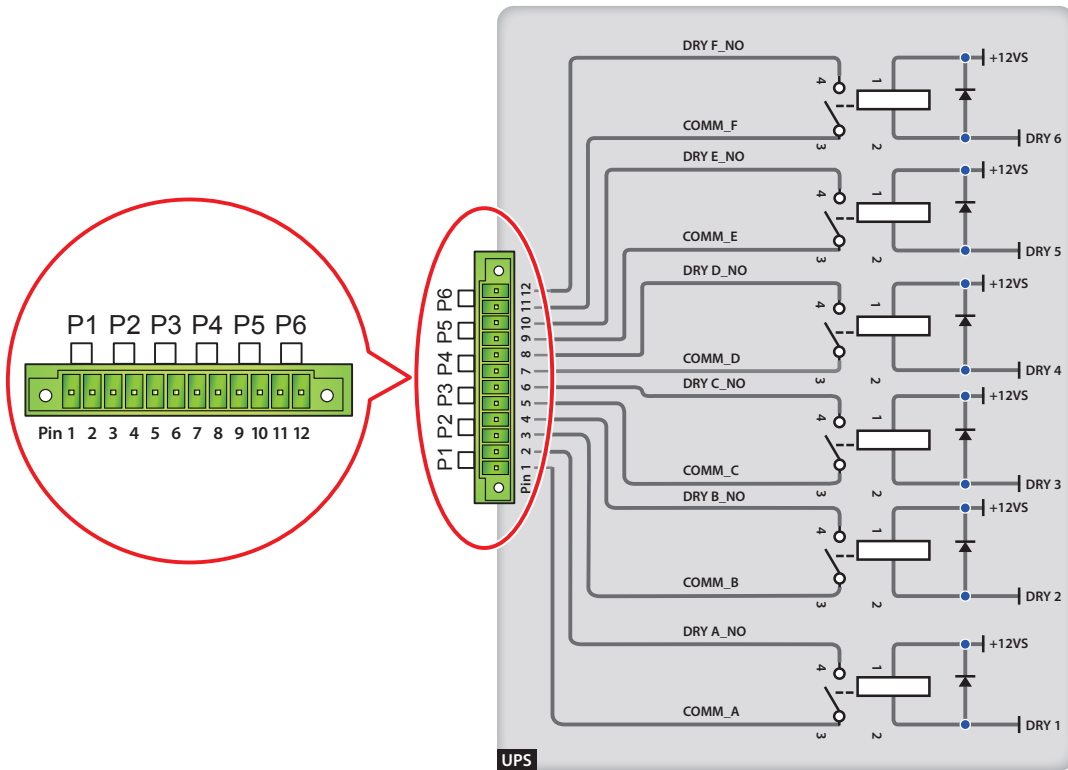 P1 P2 P3 P4 P5 P6
Pin 1 2 3 4 5 6 7 8 9 10 11 12
P1 P2 P3 P4 P5 P6
Pin 1 2 3 4 5 6 7 8 9 10 11 12
DRY F_NO
4 1
+12VS
COMM_F
3 2
DRY 6
DRY E_NO
4 1
+12VS
COMM_E
3 2
DRY 5
DRY D_NO
4 1
+12VS
COMM_D
3 2
DRY 4
DRY C_NO
4 1
+12VS
COMM_C
3 2
DRY 3
DRY B_NO
4 1
+12VS
COMM_B
3 2
DRY 2
DRY A_NO
4 1
+12VS
COMM_A
3 2
DRY 1
UPS